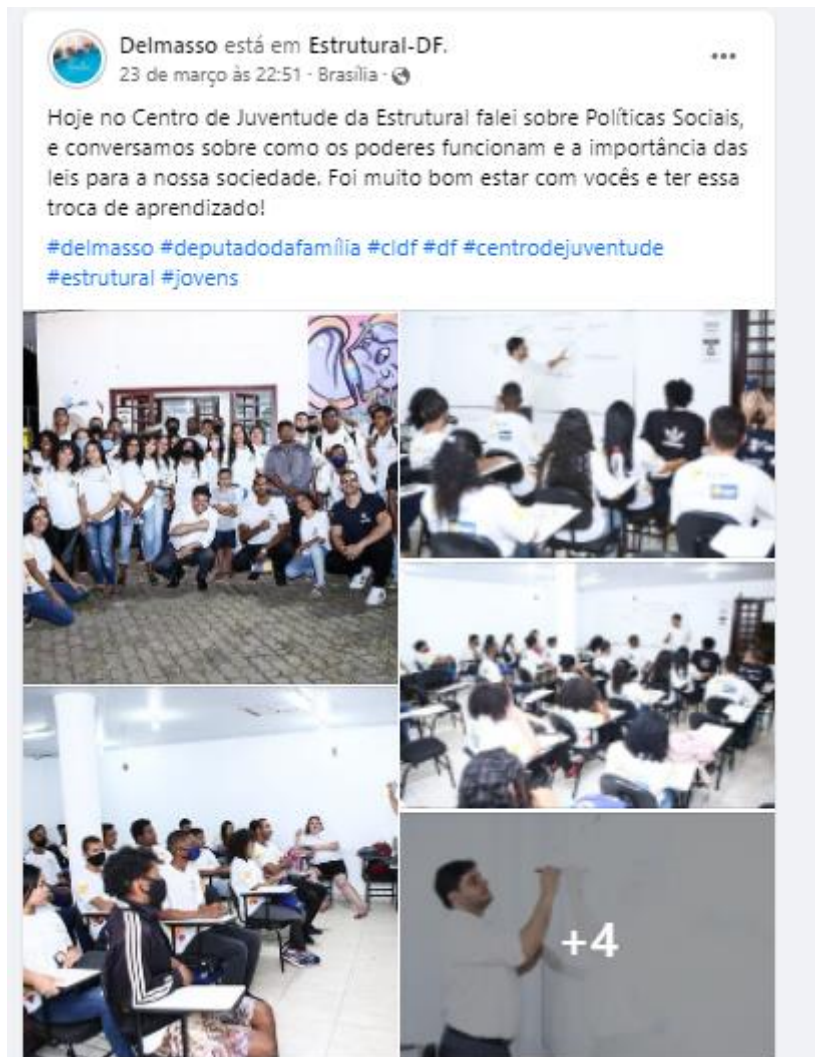 Delmasso está em Estrutural-DF.
23 de março às 22:51 · Brasília ·
Hoje no Centro de Juventude da Estrutural falei sobre Políticas Sociais,
e conversamos sobre como os poderes funcionam e a importância das
leis para a nossa sociedade. Foi muito bom estar com vocês e ter essa
troca de aprendizado!
#delmasso #deputadodafamília #cldf #df #centrodejuventude
#estrutural #jovens
+4